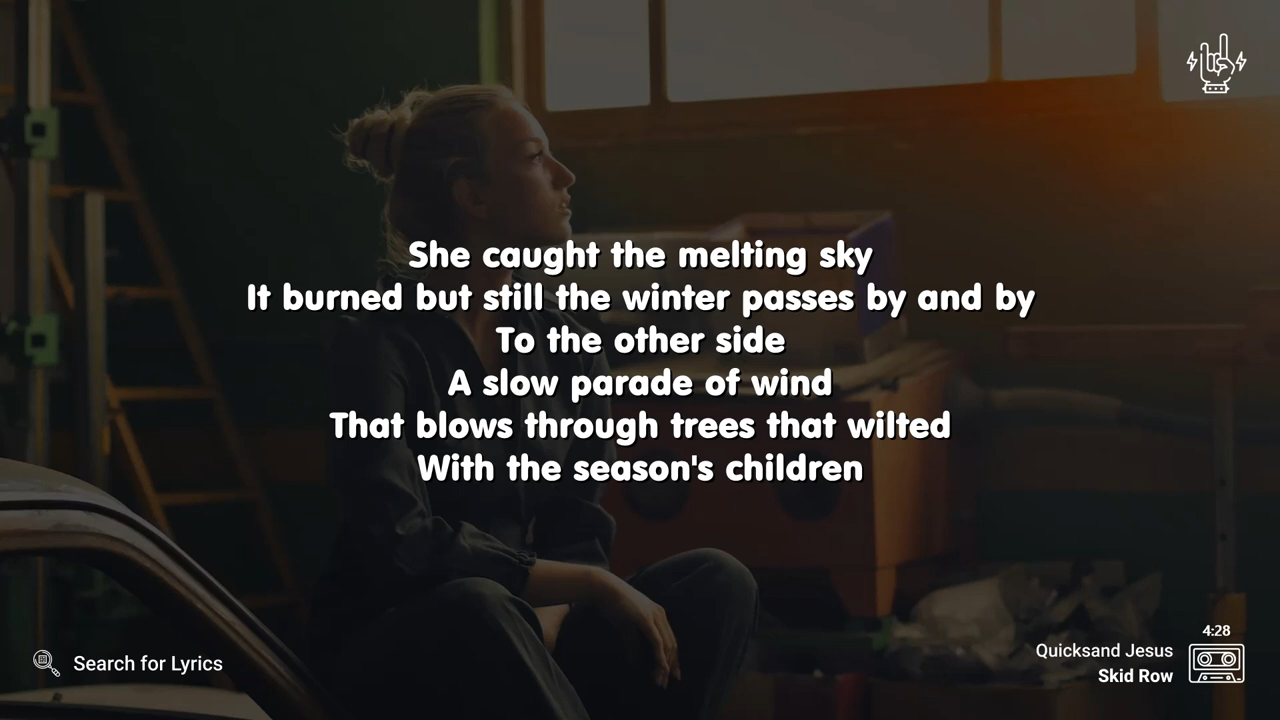 She caught the melting sky
It burned but still the winter passes by and by
To the other side
A slow parade of wind
That blows through trees that wilted
With the season's children
4:28
Quicksand Jesus
Skid Row
Search for Lyrics